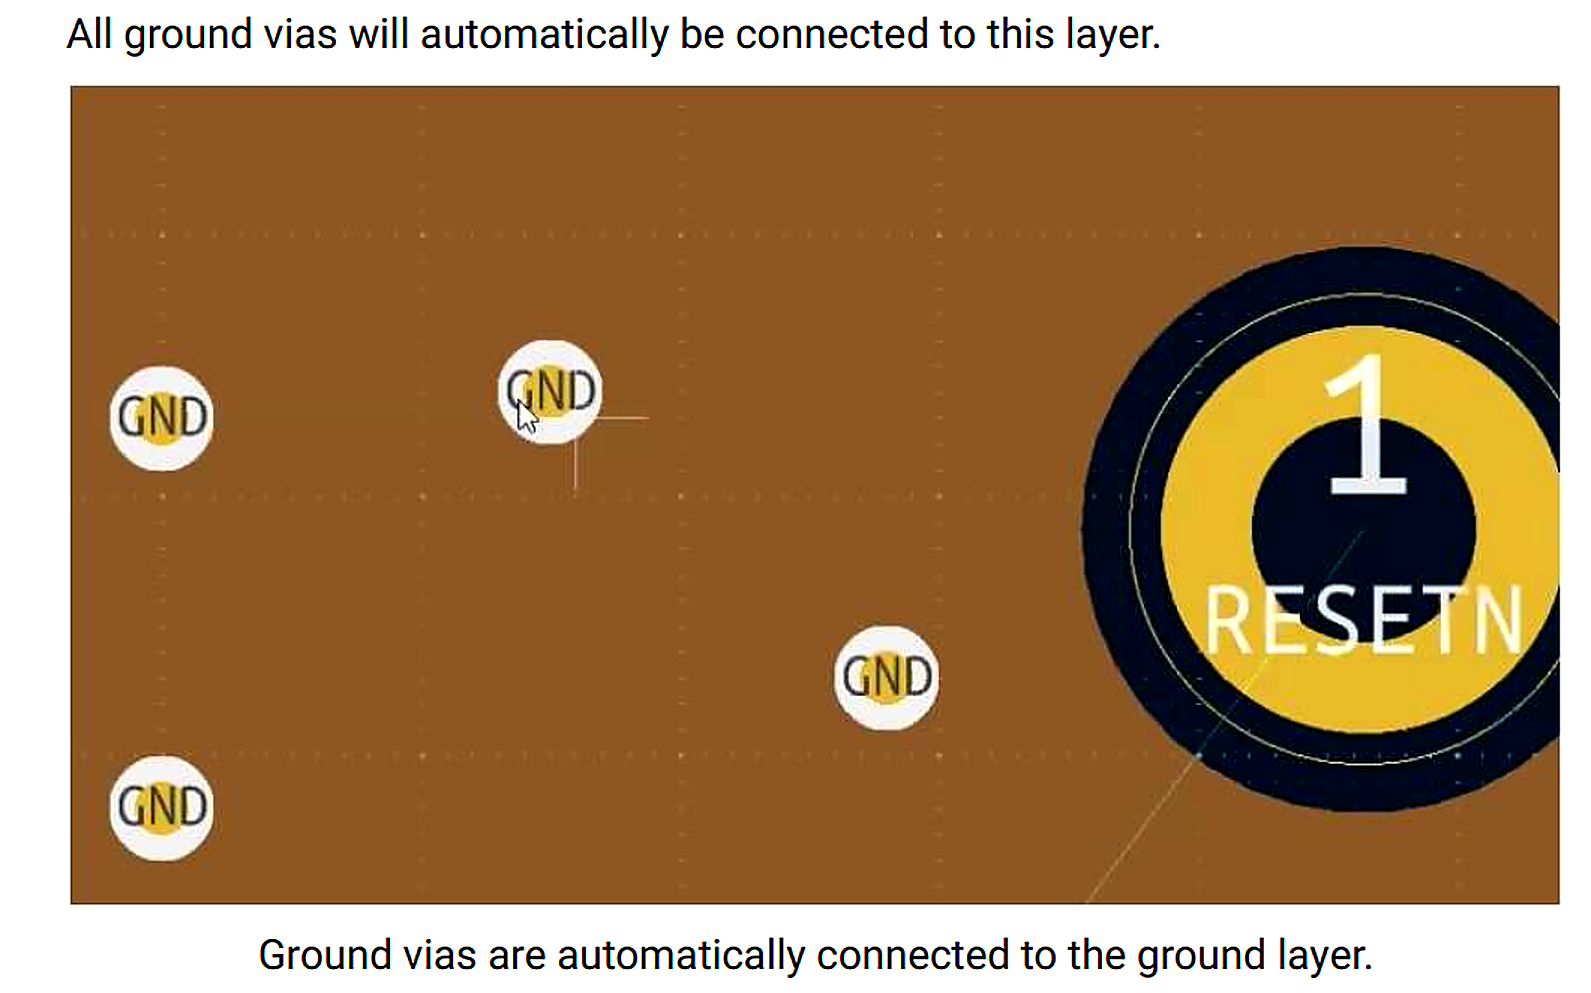 All ground vias will automatically be connected to this layer.
GND
GND
1
RESETN
GND
GND
Ground vias are automatically connected to the ground layer.